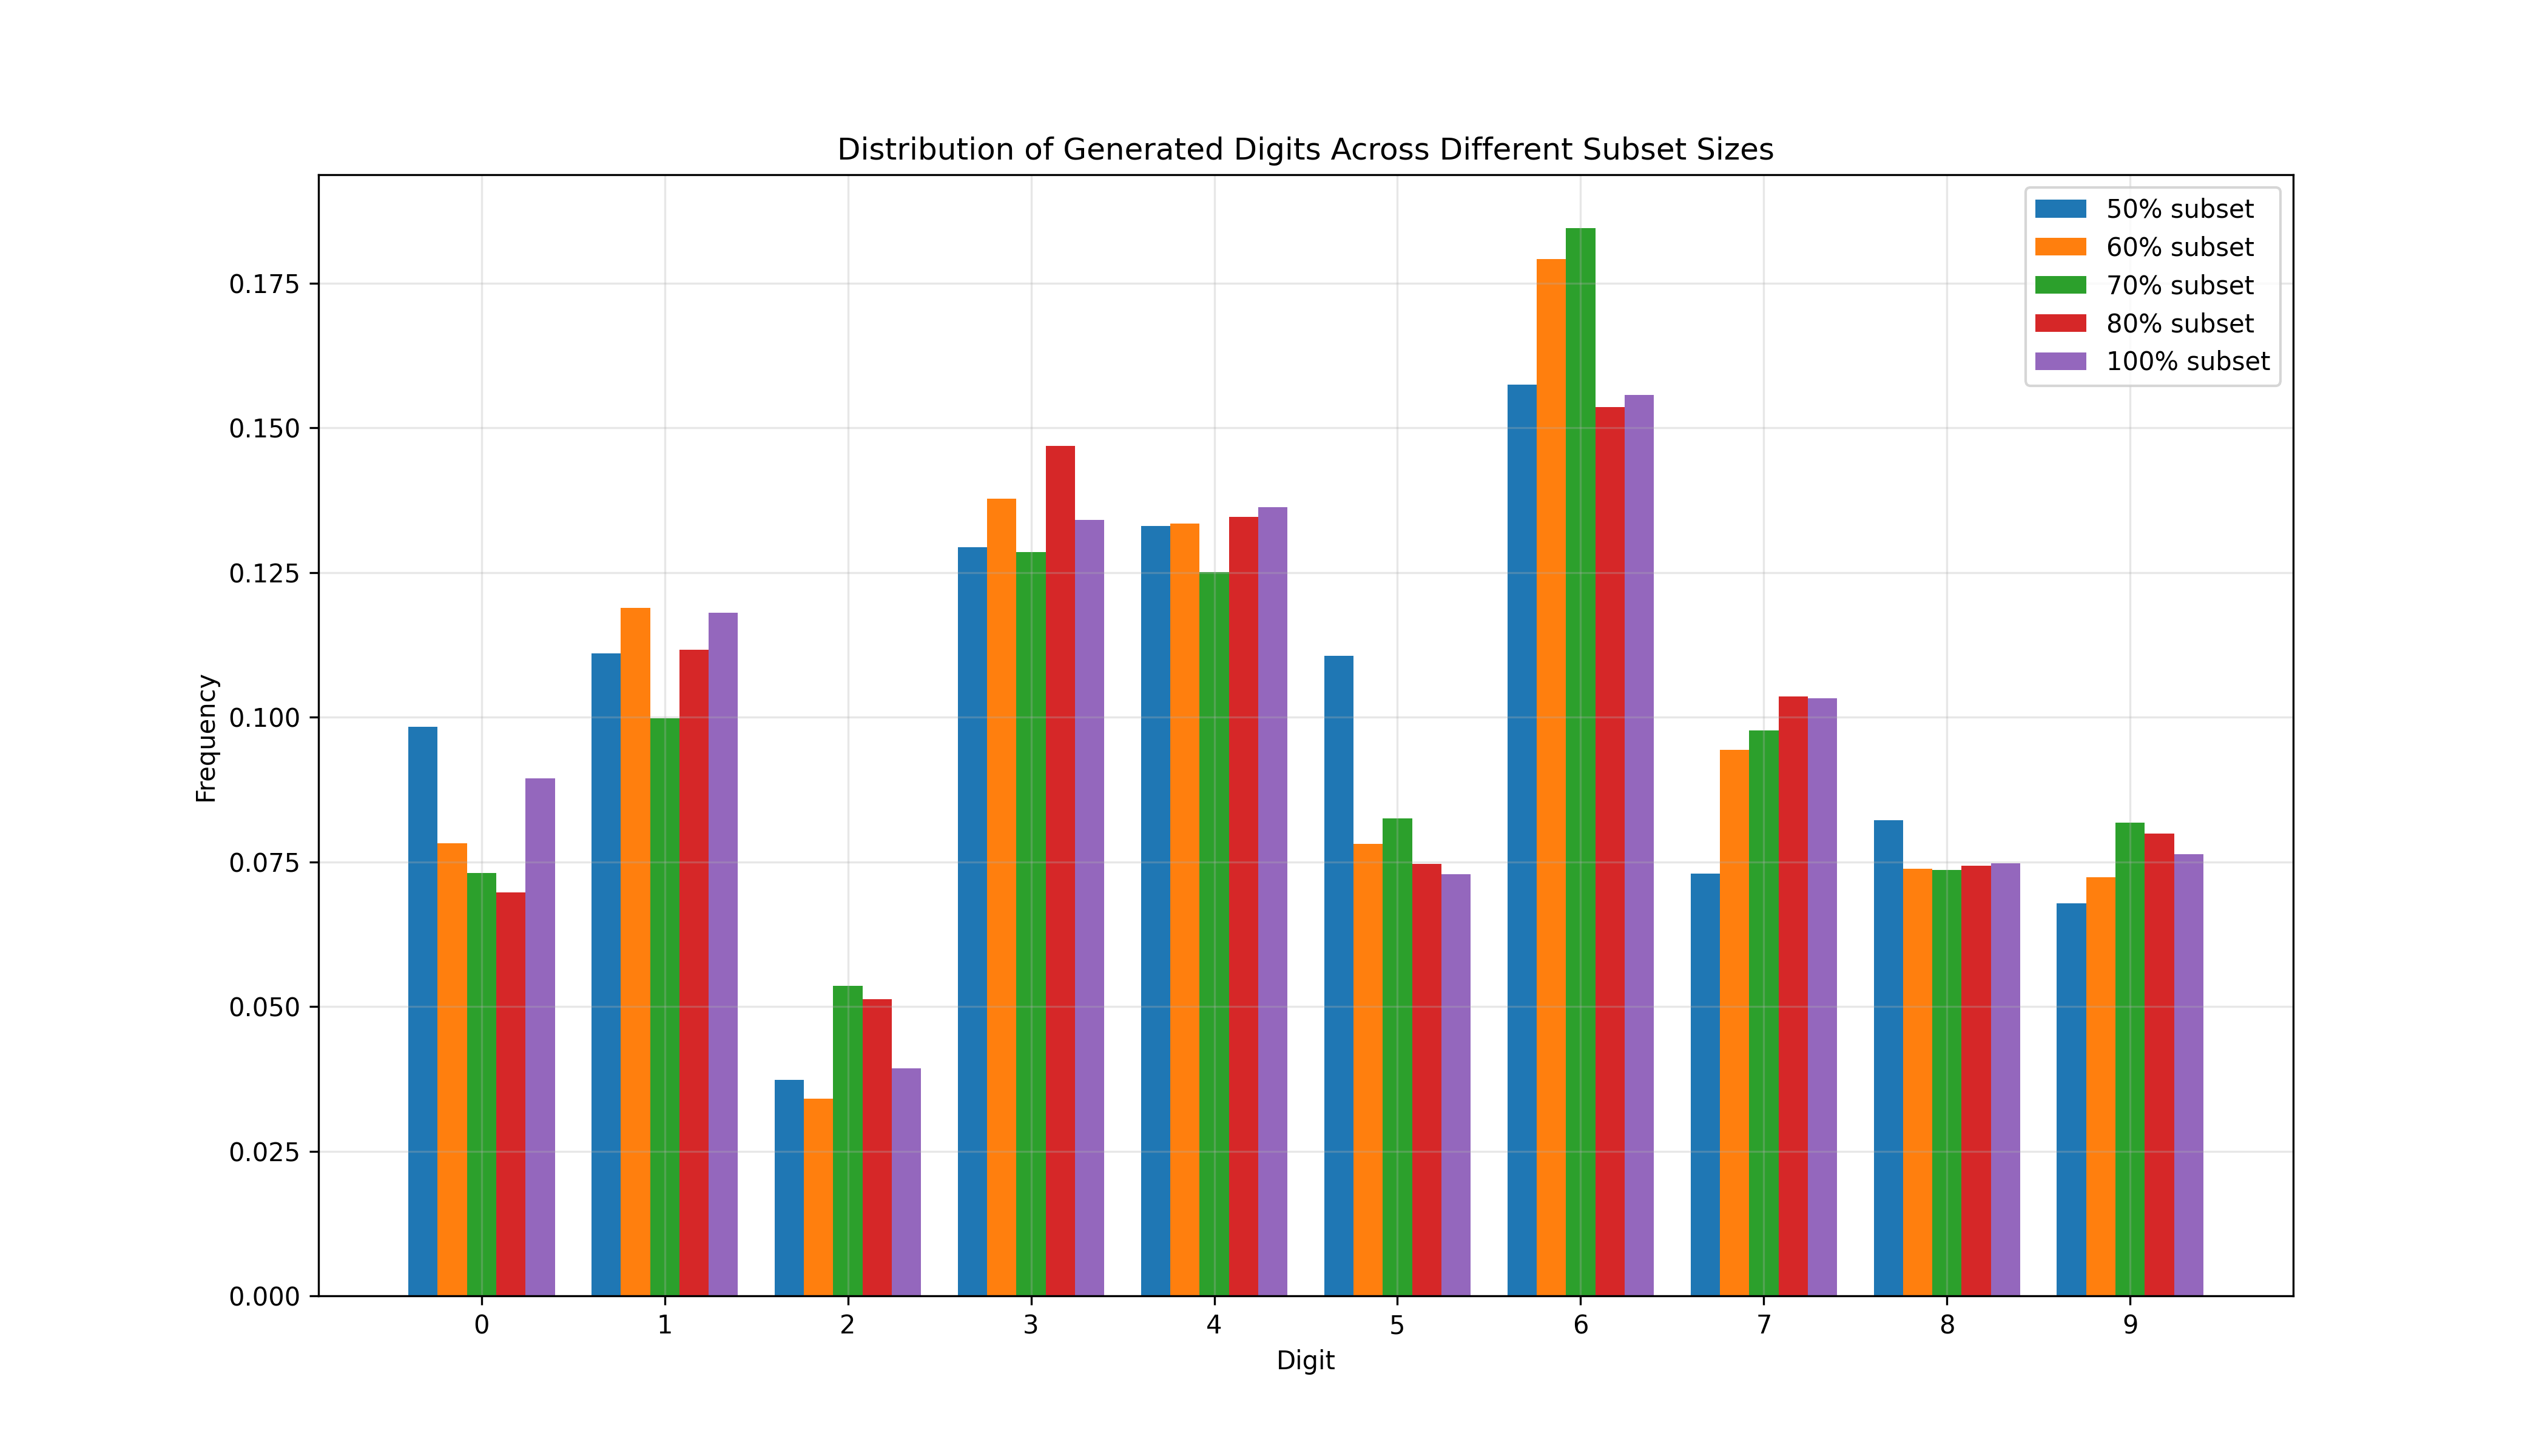 Distribution of Generated Digits Across Different Subset Sizes
50% subset
60% subset
70% subset
80% subset
100% subset
Frequency
0.175
0.150
0.125
0.100
0.075
0.050
0.025
0.000
0 1 2 3 4 5 6 7 8 9
Digit